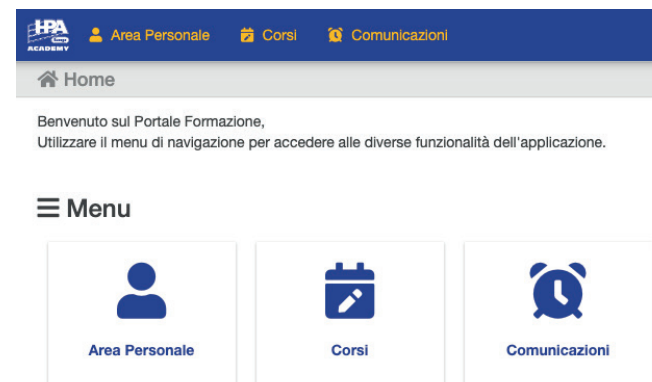 HPA
ACADEMY
Area Personale Corsi Comunicazioni
Home
Benvenuto sul Portale Formazione,
Utilizzare il menu di navigazione per accedere alle diverse funzionalità dell'applicazione.
Menu
Area Personale Corsi Comunicazioni